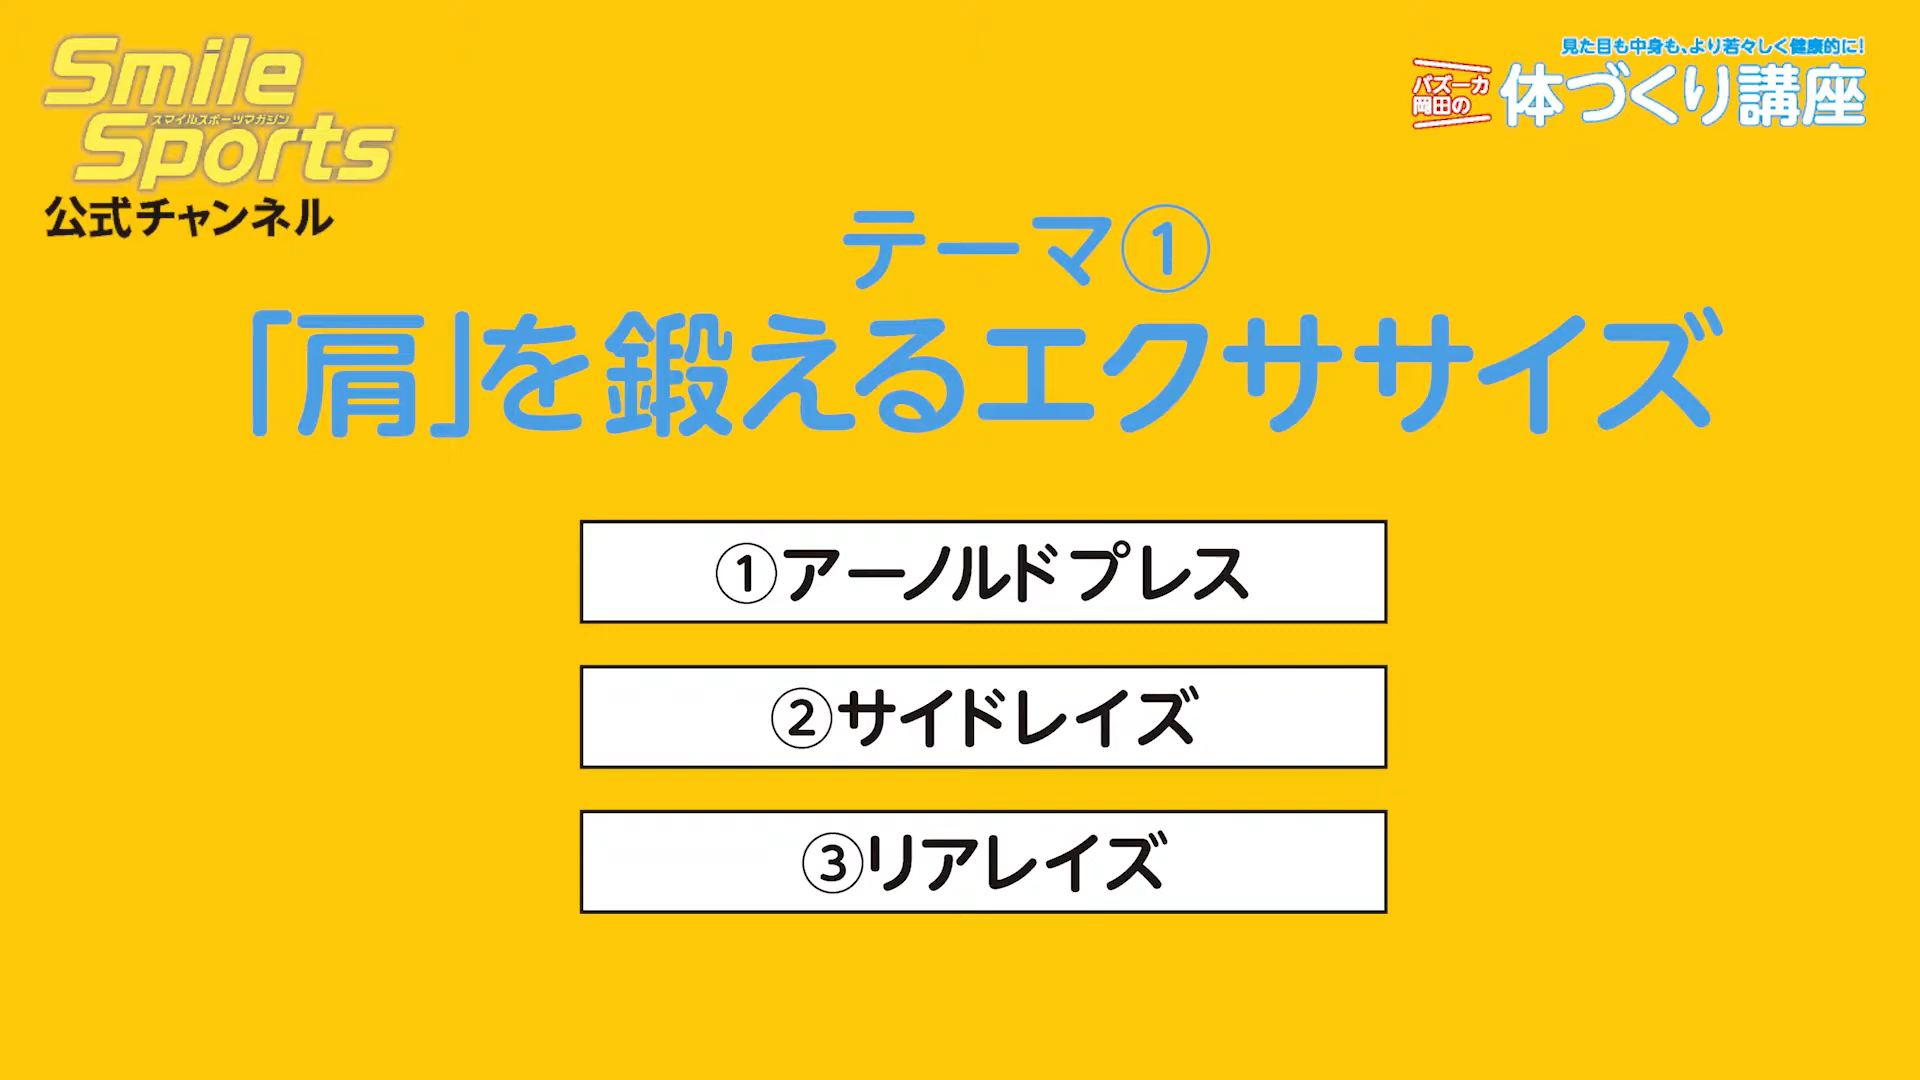 Smile
スマイルスポーツマガジン
Sports
公式チャンネル
見た目も中身も、より若々しく健康的に!
バズーカ
岡田の
体づくり講座
テーマ①
「肩」を鍛えるエクササイズ
①アーノルドプレス
②サイドレイズ
③リアレイズ